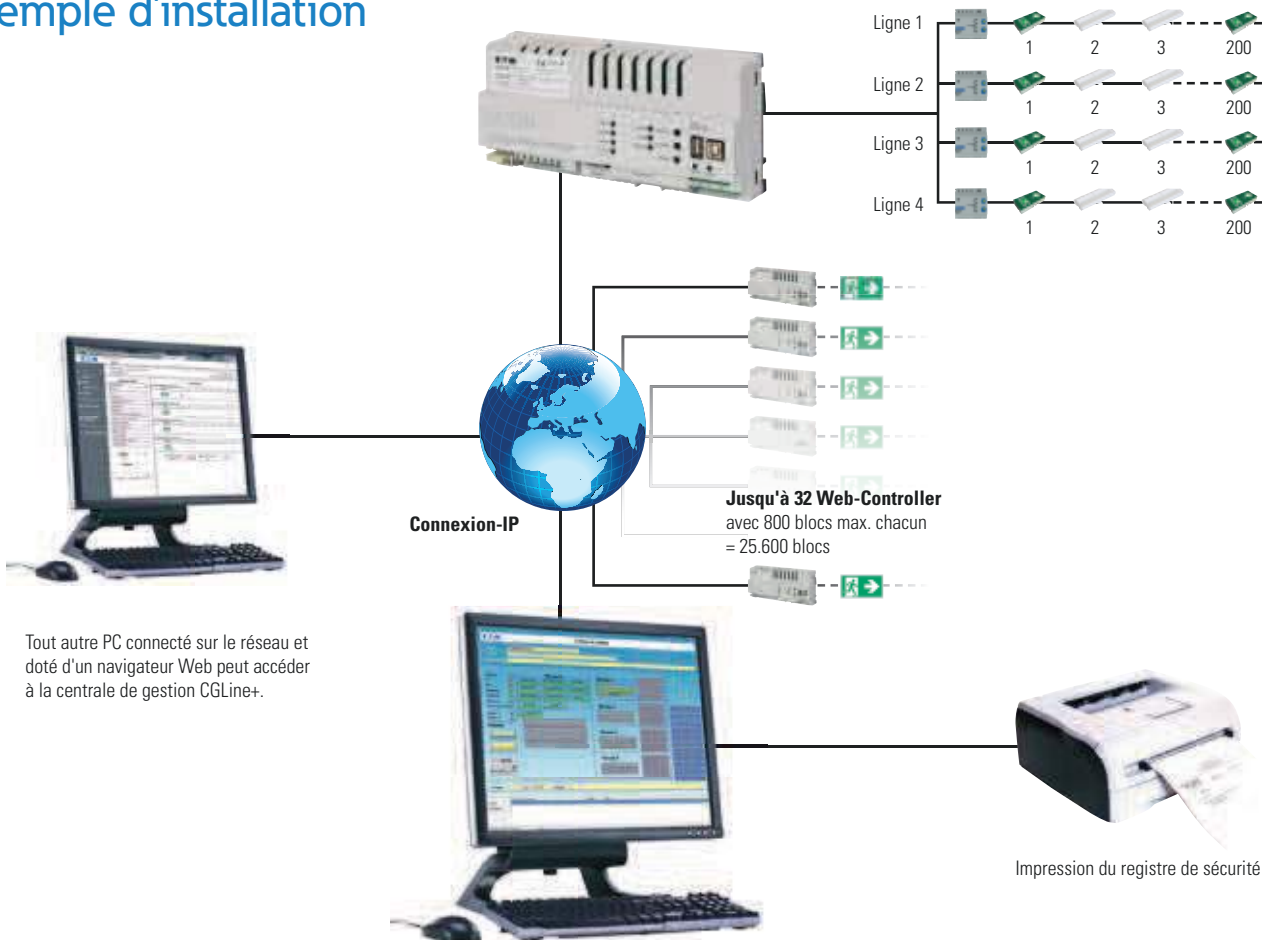 emple d'installation
Ligne 1
1 2 3 200
Ligne 2
1 2 3 200
Ligne 3
1 2 3 200
Ligne 4
1 2 3 200
Connexion-IP
Jusqu'à 32 Web-Controller
avec 800 blocs max. chacun
= 25.600 blocs
Tout autre PC connecté sur le réseau et
doté d'un navigateur Web peut accéder
à la centrale de gestion CGLine+.
Impression du registre de sécurité